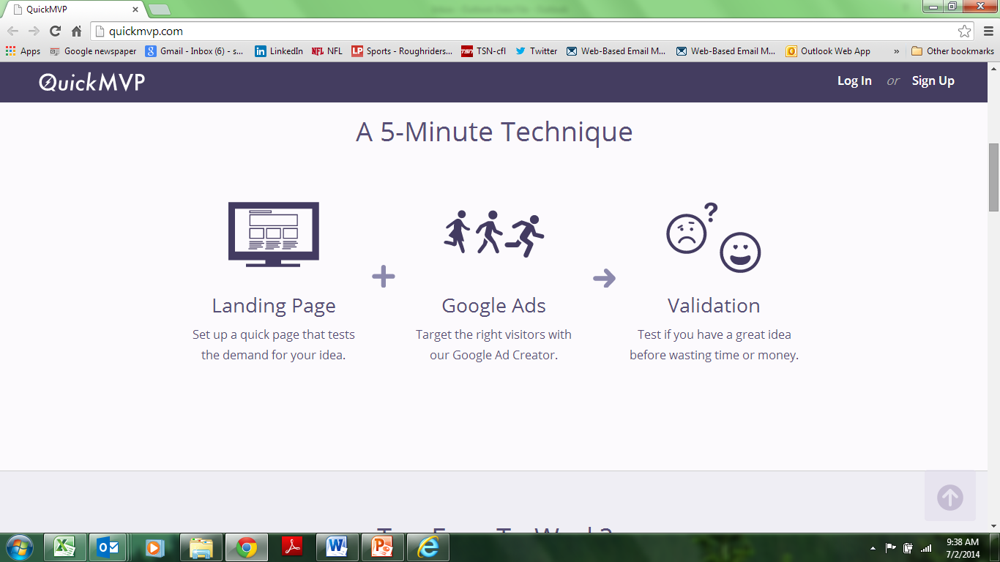 QuickMVP
quickmvp.com
Apps Google newspaper Gmail - Inbox (6) - s... LinkedIn NFL Sports - Roughriders... TSN-cfl Twitter Web-Based Email M... Web-Based Email M... Outlook Web App » Other bookmarks
QuickMVP Log In or Sign Up
A 5-Minute Technique
Landing Page
Set up a quick page that tests
the demand for your idea.
Google Ads
Target the right visitors with
our Google Ad Creator.
Validation
Test if you have a great idea
before wasting time or money.
9:38 AM
7/2/2014